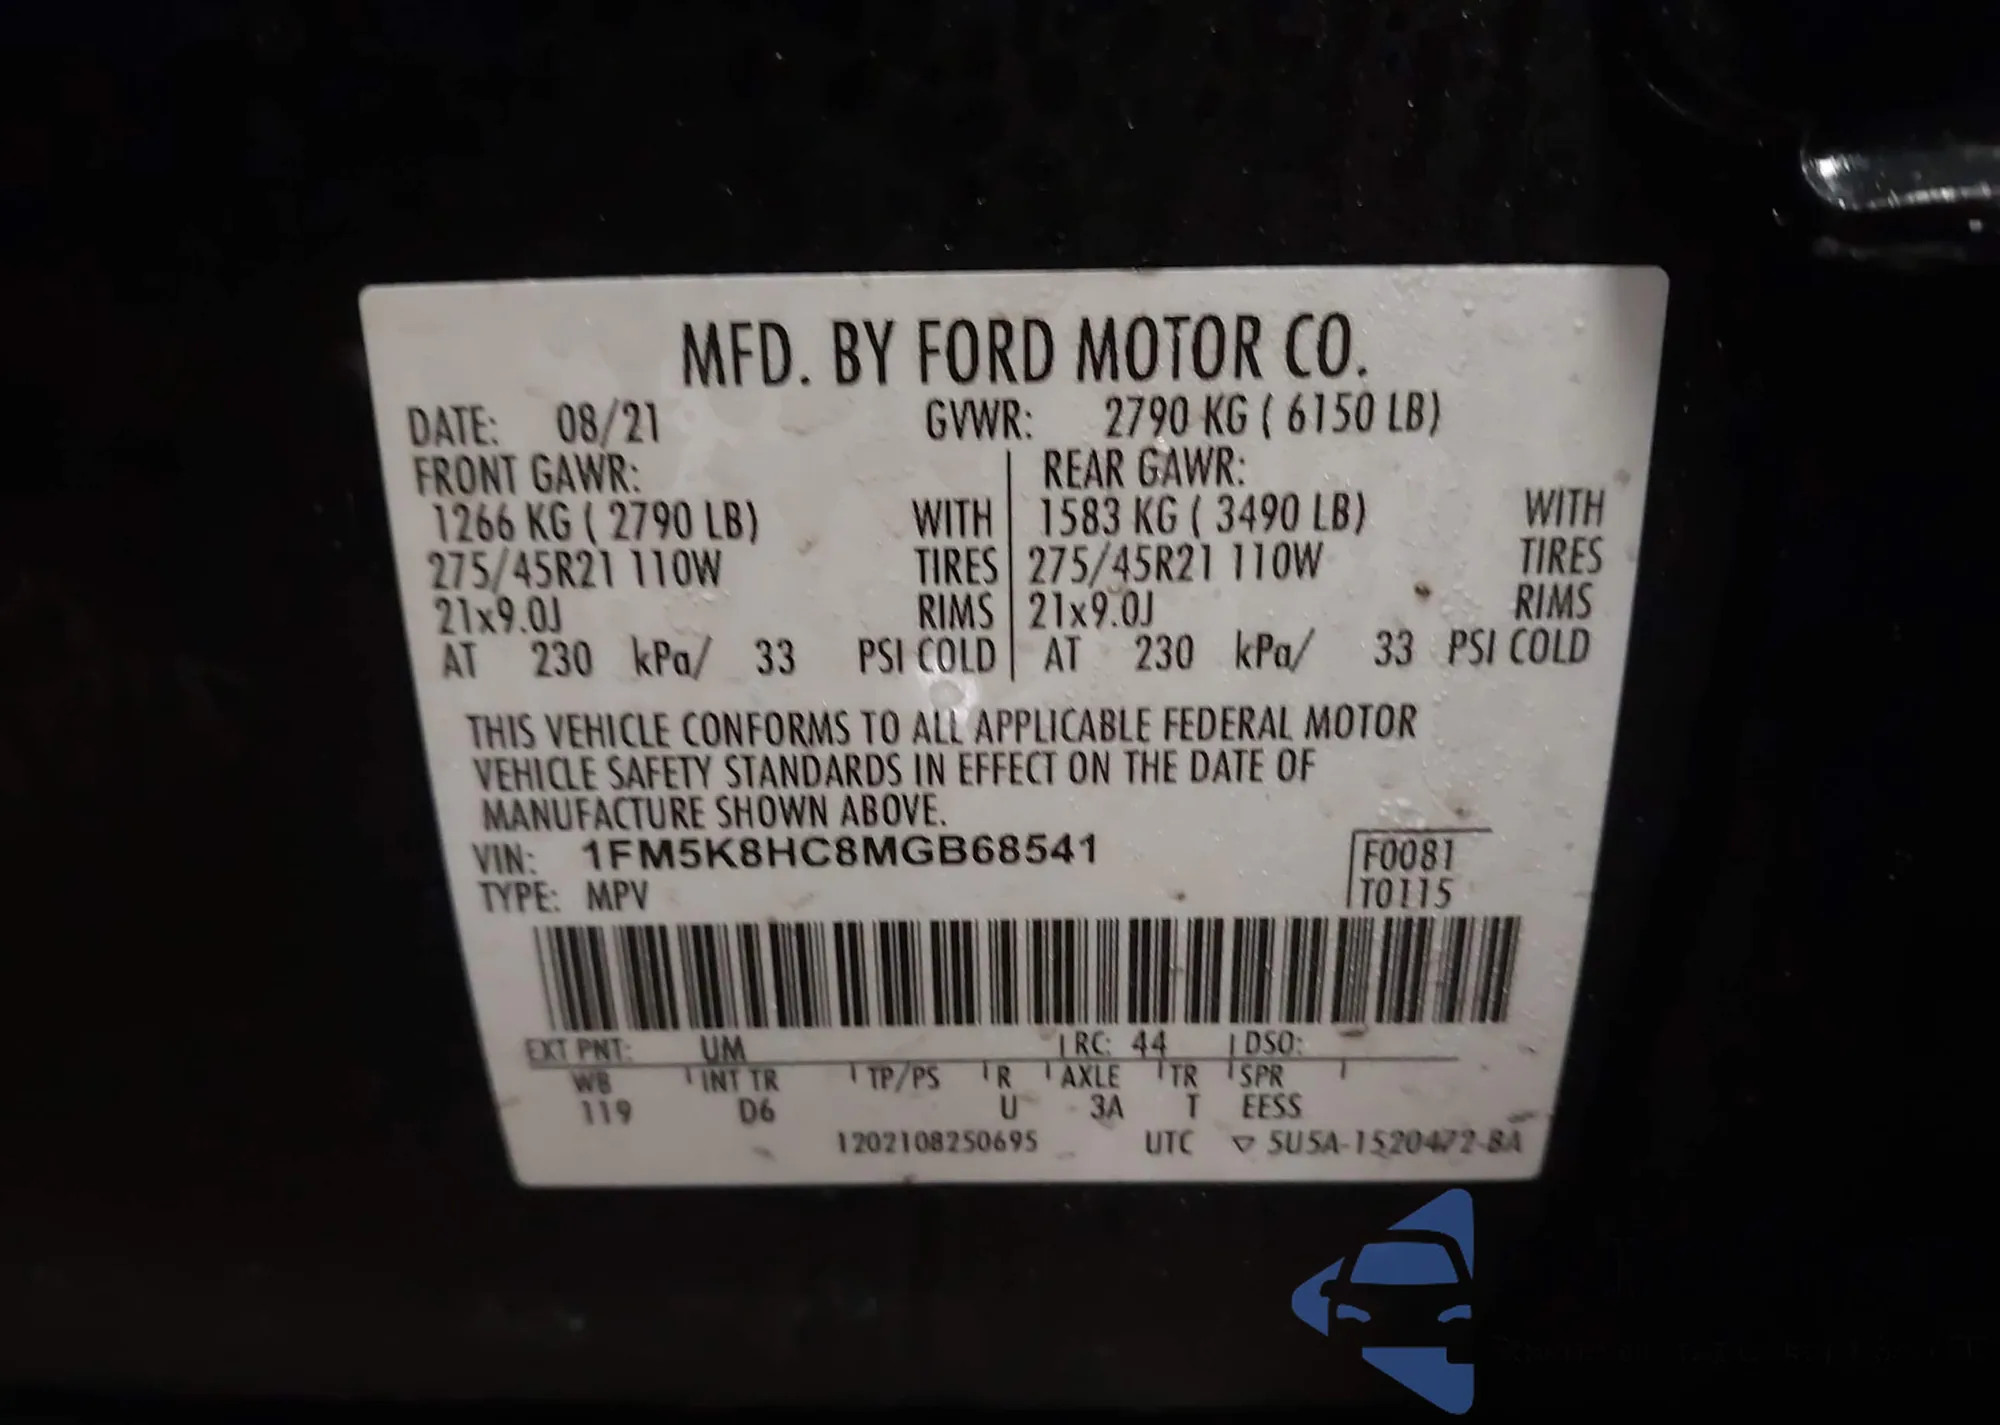 MFD. BY FORD MOTOR CO.
DATE: 08/21 GVWR: 2790 KG ( 6150 LB)
FRONT GAWR: REAR GAWR:
1266 KG ( 2790 LB) WITH 1583 KG ( 3490 LB) WITH
275/45R21 110W TIRES 275/45R21 110W TIRES
21x9.0J RIMS 21x9.0J RIMS
AT 230 kPa/ 33 PSI COLD AT 230 kPa/ 33 PSI COLD
THIS VEHICLE CONFORMS TO ALL APPLICABLE FEDERAL MOTOR
VEHICLE SAFETY STANDARDS IN EFFECT ON THE DATE OF
MANUFACTURE SHOWN ABOVE.
VIN: 1FM5K8HC8MGB68541 F0081
TYPE: MPV T0115
EXT PNT: UM RC: 44 DSO:
WB INT TR TP/PS R AXLE TR SPR
119 D6 U 3A T EESS
1202108250695 UTC ▽ 5U5A-1520472-BA